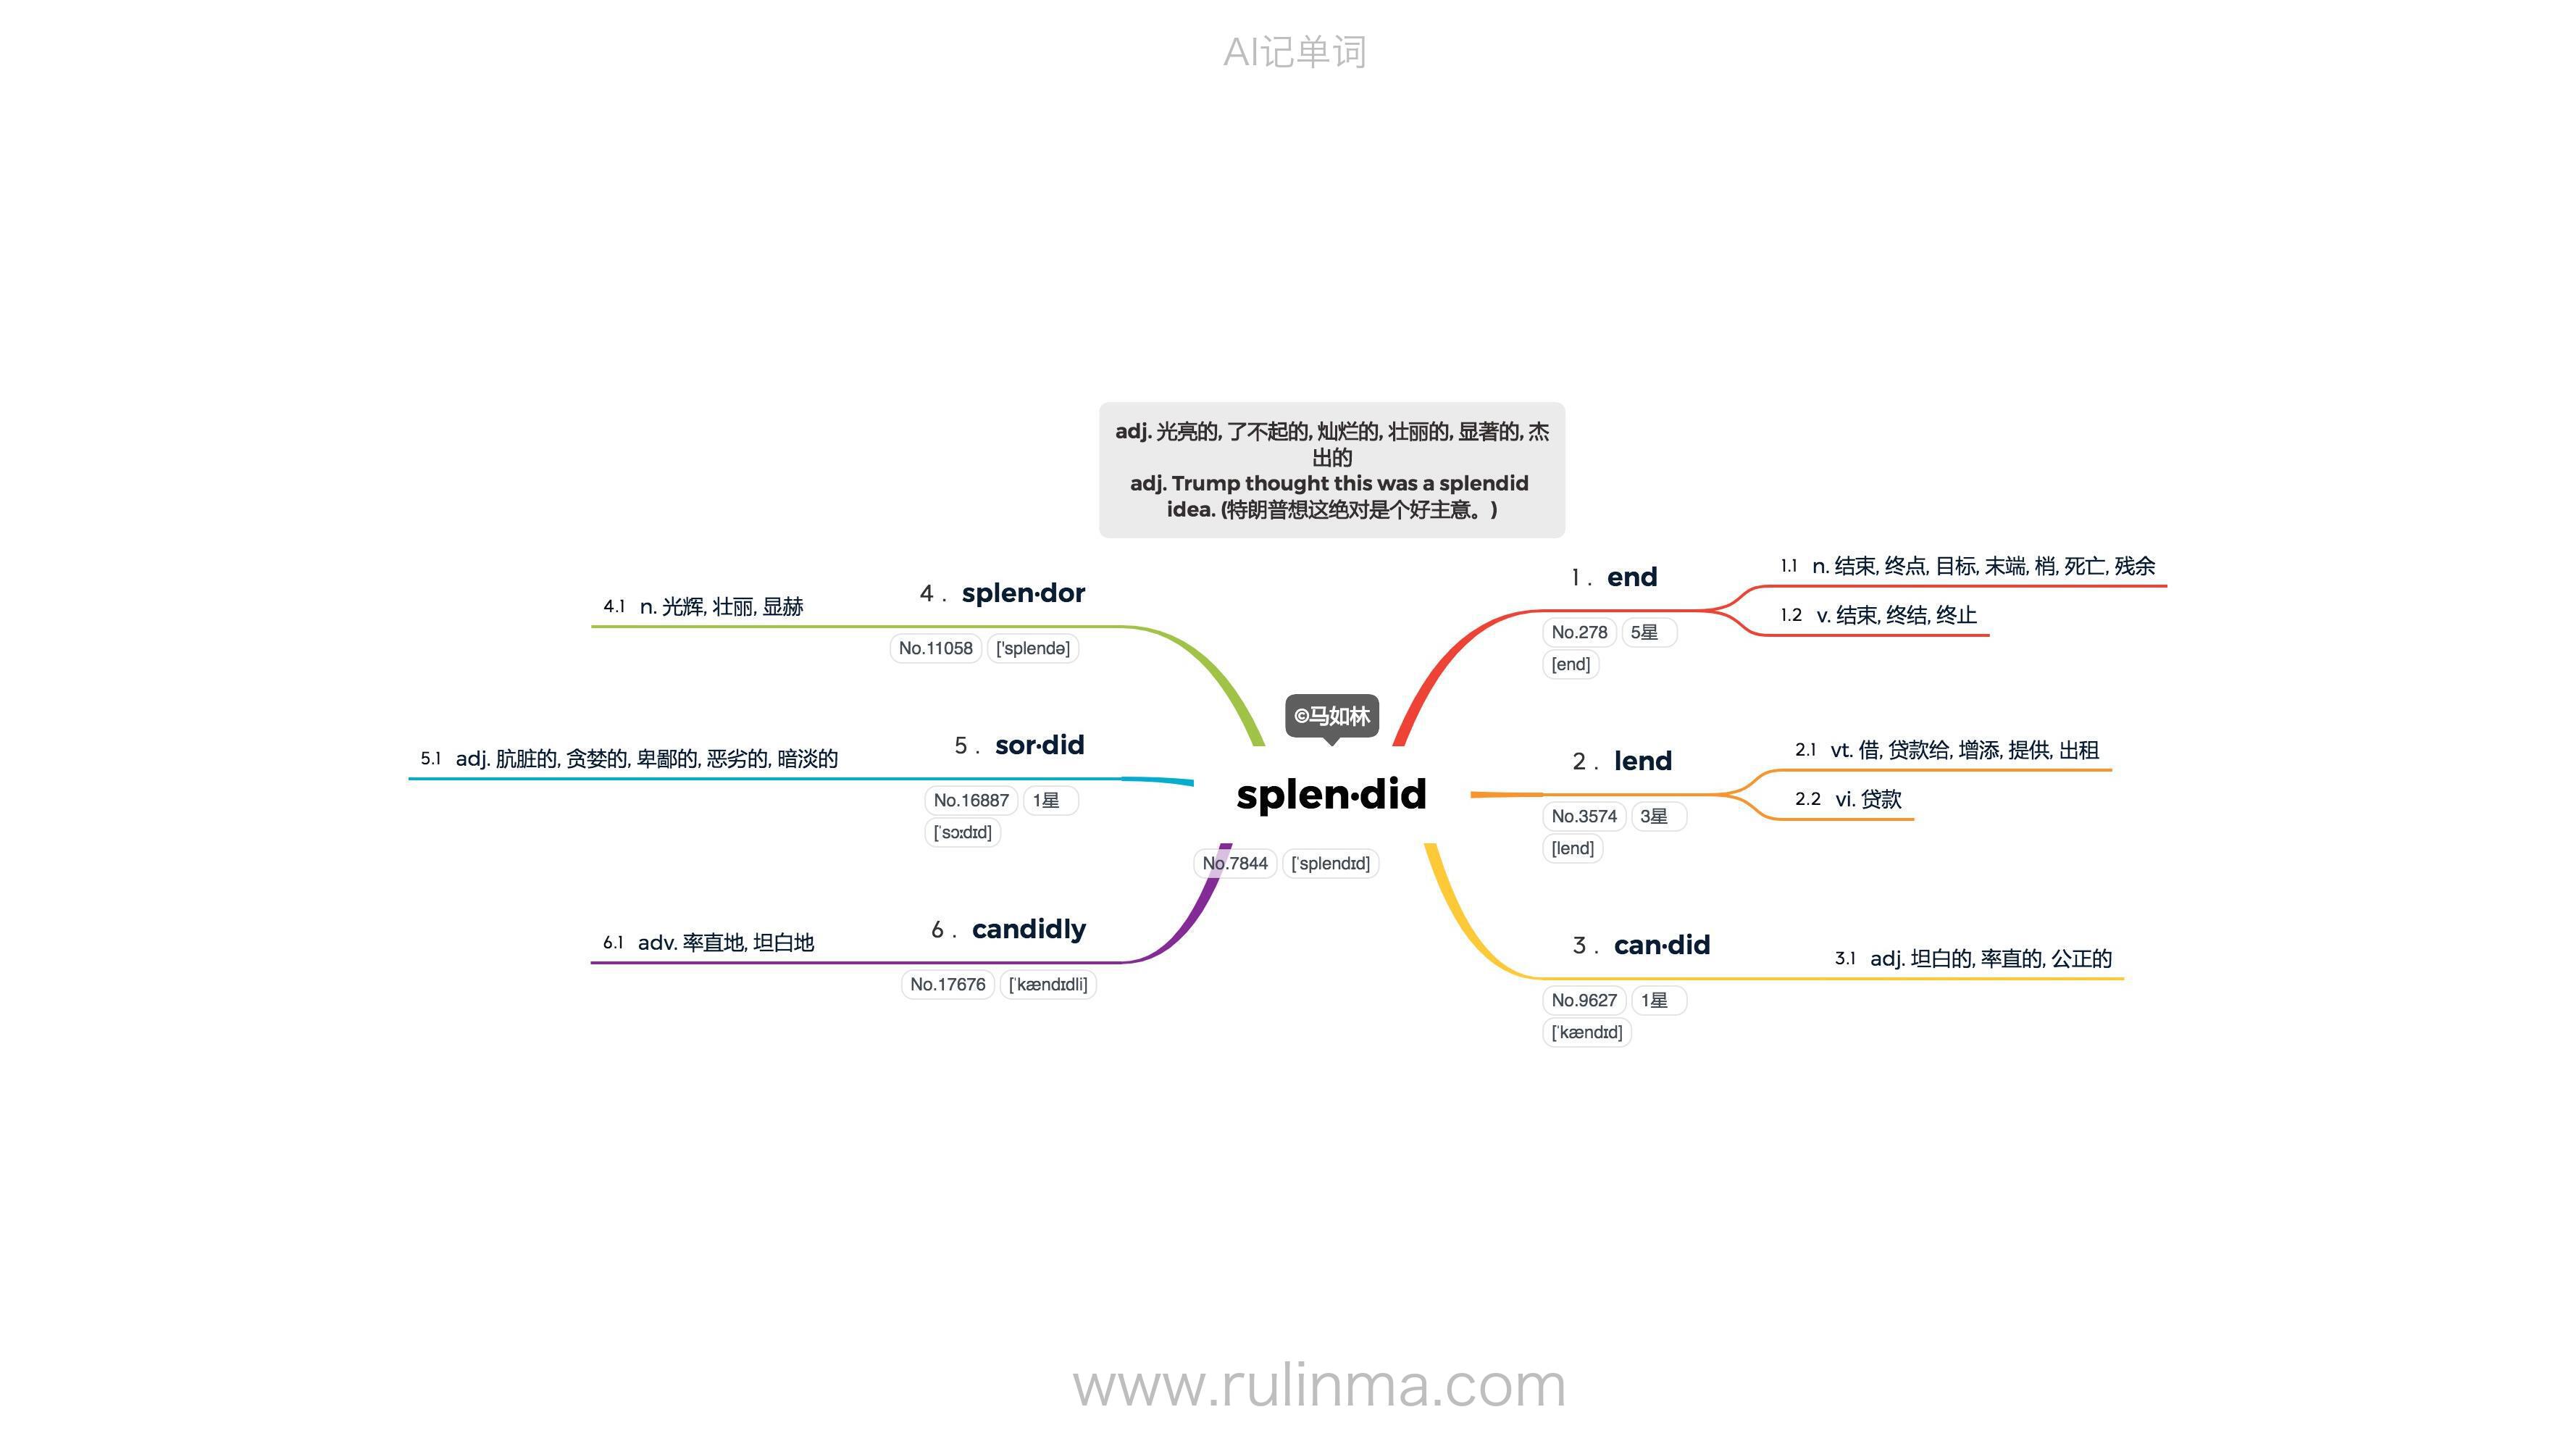 AI记单词
adj. 光亮的, 了不起的, 灿烂的, 壮丽的, 显著的, 杰
出的
adj. Trump thought this was a splendid
idea. (特朗普想这绝对是个好主意。)
©马如林
splen·did
No.7844 [ˈsplendɪd]
1 . end
No.278 5星
[end]
1.1 n. 结束, 终点, 目标, 末端, 梢, 死亡, 残余
1.2 v. 结束, 终结, 终止
2 . lend
No.3574 3星
[lend]
2.1 vt. 借, 贷款给, 增添, 提供, 出租
2.2 vi. 贷款
3 . can·did
No.9627 1星
[ˈkændɪd]
3.1 adj. 坦白的, 率直的, 公正的
4 . splen·dor
No.11058 ['splendə]
4.1 n. 光辉, 壮丽, 显赫
5 . sor·did
No.16887 1星
[ˈsɔːdɪd]
5.1 adj. 肮脏的, 贪婪的, 卑鄙的, 恶劣的, 暗淡的
6 . candidly
No.17676 [ˈkændɪdli]
6.1 adv. 率直地, 坦白地
www.rulinma.com